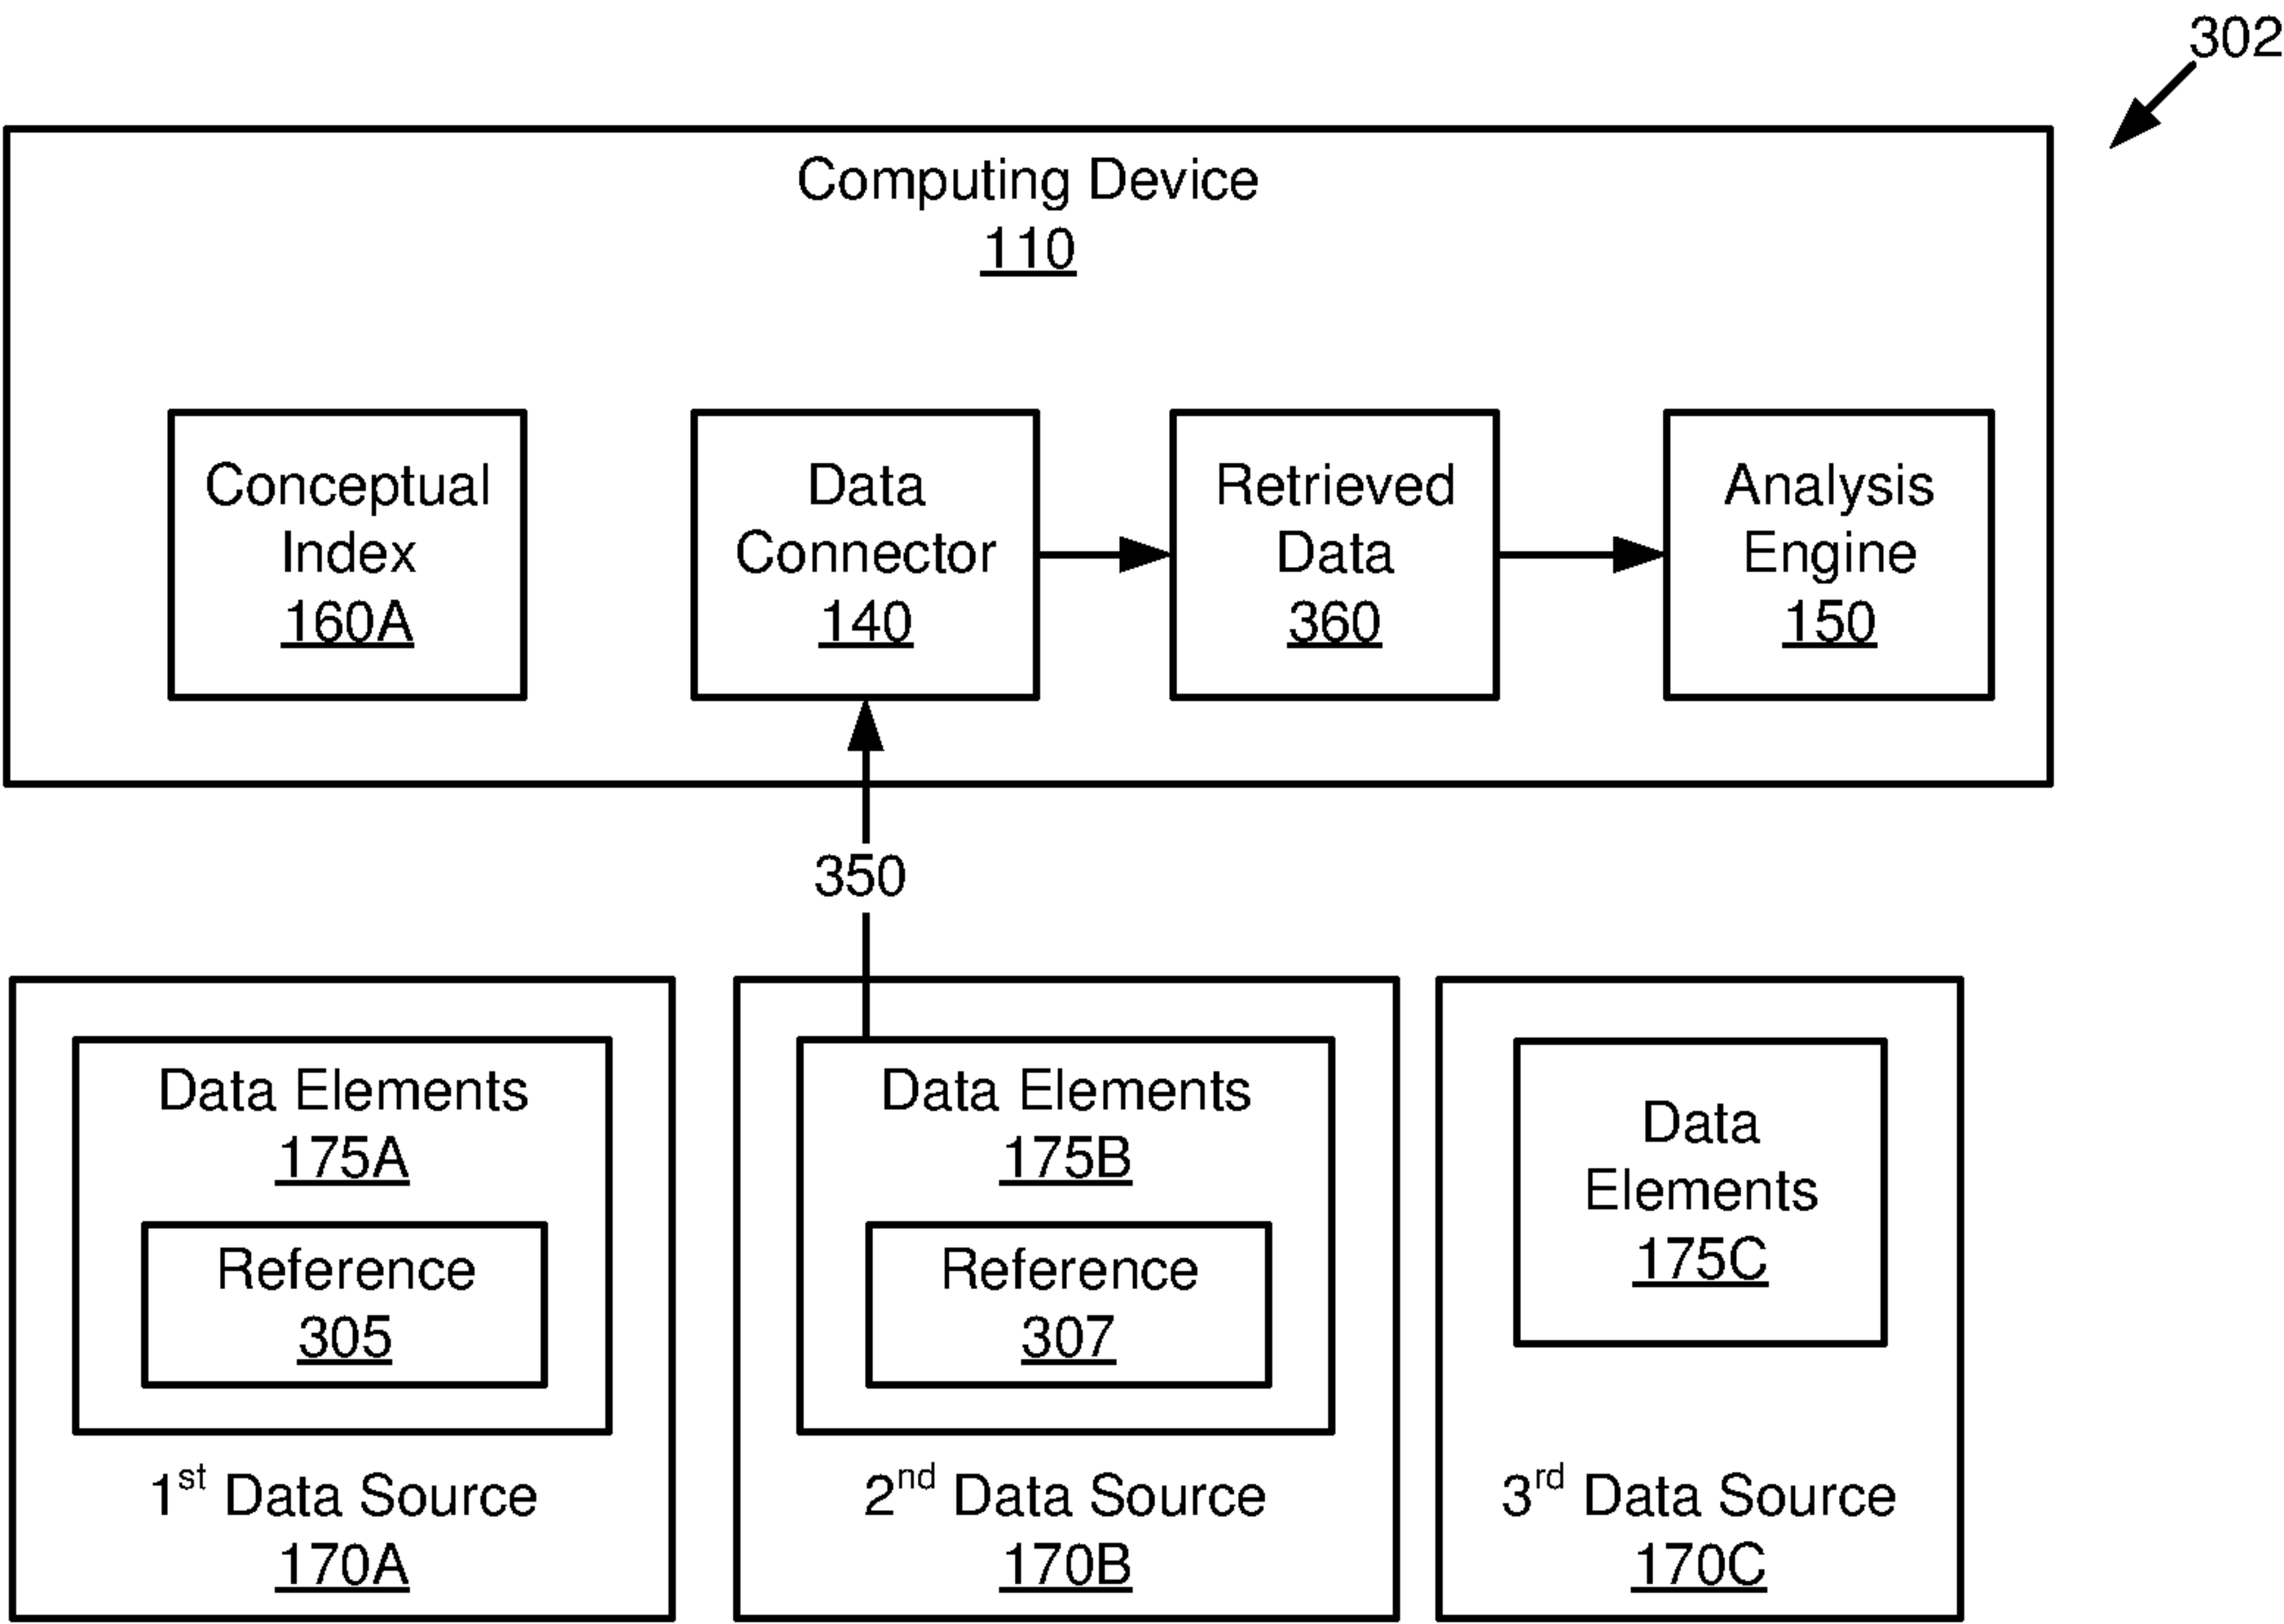 302
Computing Device
110
Conceptual
Index
160A
Data
Connector
140
Retrieved
Data
360
Analysis
Engine
150
350
Data Elements
175A
Reference
305
1st Data Source
170A
Data Elements
175B
Reference
307
2nd Data Source
170B
Data
Elements
175C
3rd Data Source
170C